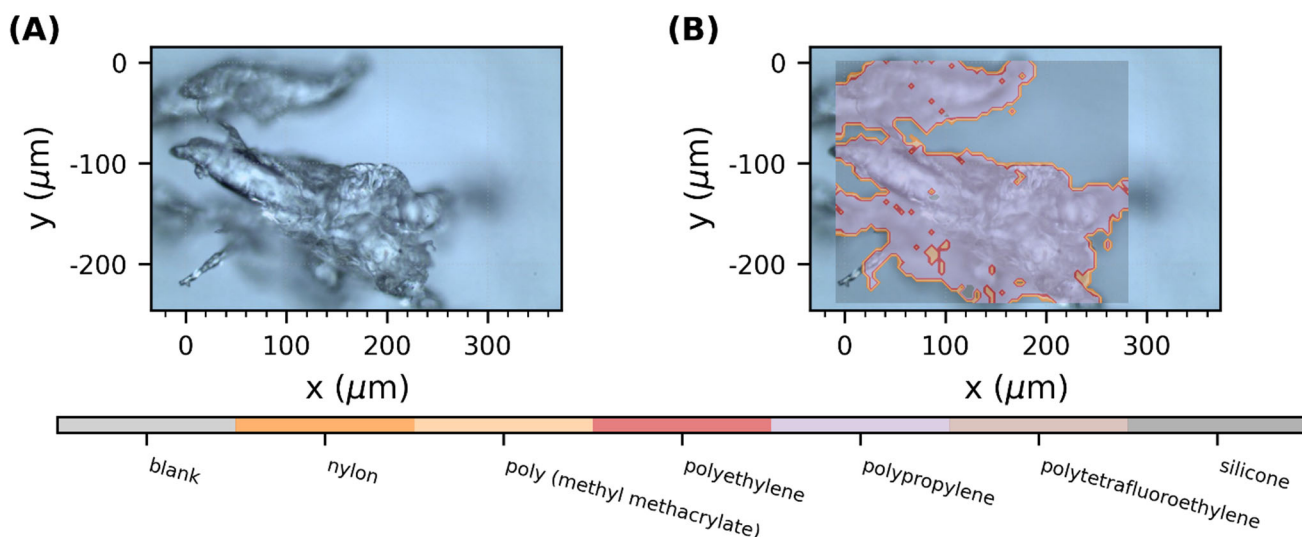 (A)
(B)
0
-100
-200
y (μm)
0
100
200
300
x (μm)
0
-100
-200
y (μm)
0
100
200
300
x (μm)
blank
nylon
poly (methyl methacrylate)
polyethylene
polypropylene
polytetrafluoroethylene
silicone